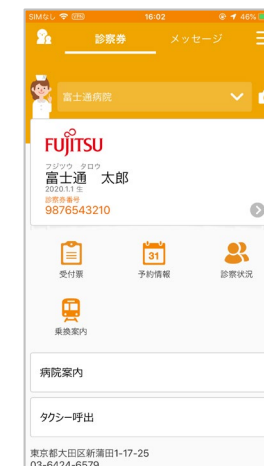 SIMなし 16:02 46%
診察券 メッセージ
富士通病院
FUJITSU
フジツウ タロウ
富士通 太郎
2020.1.1 生
診察券番号
9876543210
31
受付票 予約情報 診察状況
乗換案内
病院案内
タクシー呼出
東京都大田区新蒲田1-17-25
03-6424-6579